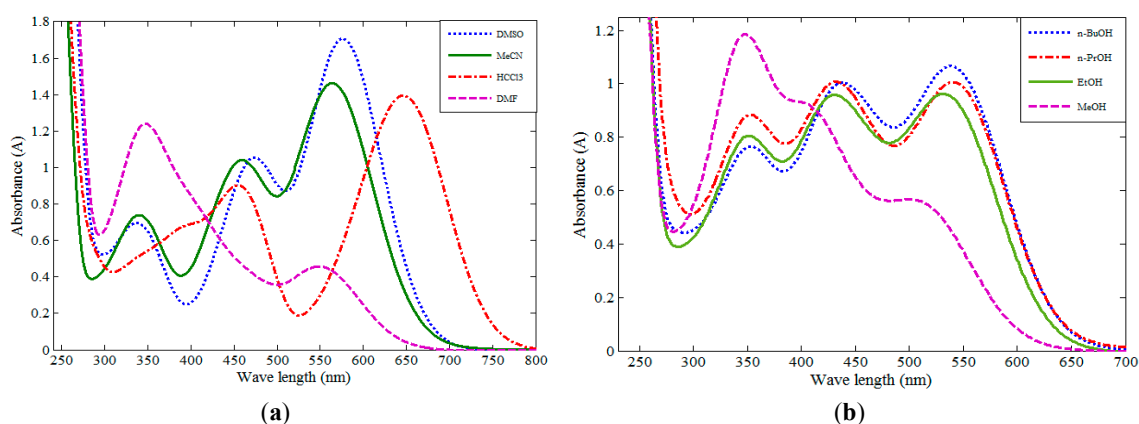 1.8
1.6
1.4
1.2
1
0.8
0.6
0.4
0.2
0
Absorbance (A)
250 300 350 400 450 500 550 600 650 700 750 800
Wave length (nm)
DMSO
MeCN
HCCl3
DMF
(a)
1.2
1
0.8
0.6
0.4
0.2
0
Absorbance (A)
250 300 350 400 450 500 550 600 650 700
Wave length (nm)
n-BuOH
n-PrOH
EtOH
MeOH
(b)